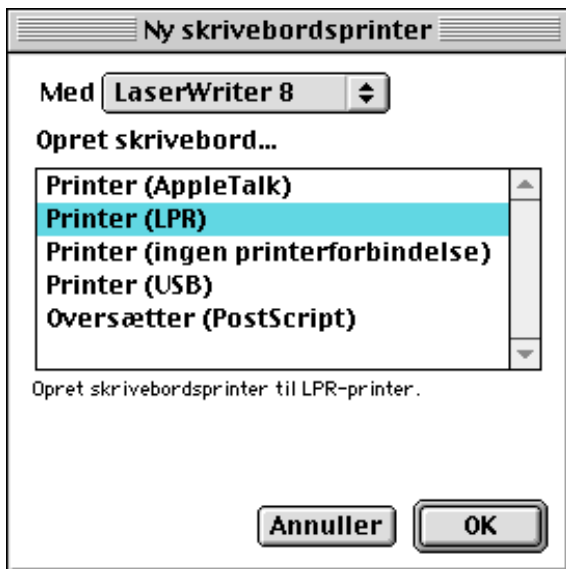 Ny skrivebordsprinter
Med LaserWriter 8
Opret skrivebord...
Printer (AppleTalk)
Printer (LPR)
Printer (ingen printerforbindelse)
Printer (USB)
Oversætter (PostScript)
Opret skrivebordsprinter til LPR-printer.
Annuller OK